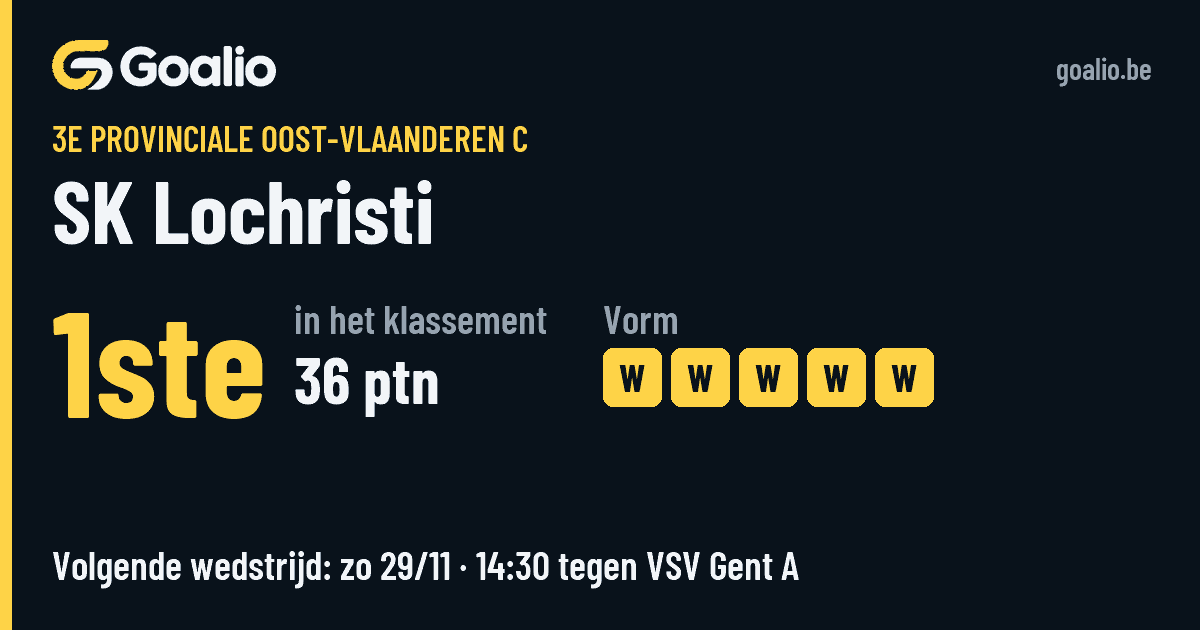 Goalio
goalio.be
3E PROVINCIALE OOST-VLAANDEREN C
SK Lochristi
1ste
in het klassement
36 ptn
Vorm
W W W W W
Volgende wedstrijd: zo 29/11 · 14:30 tegen VSV Gent A